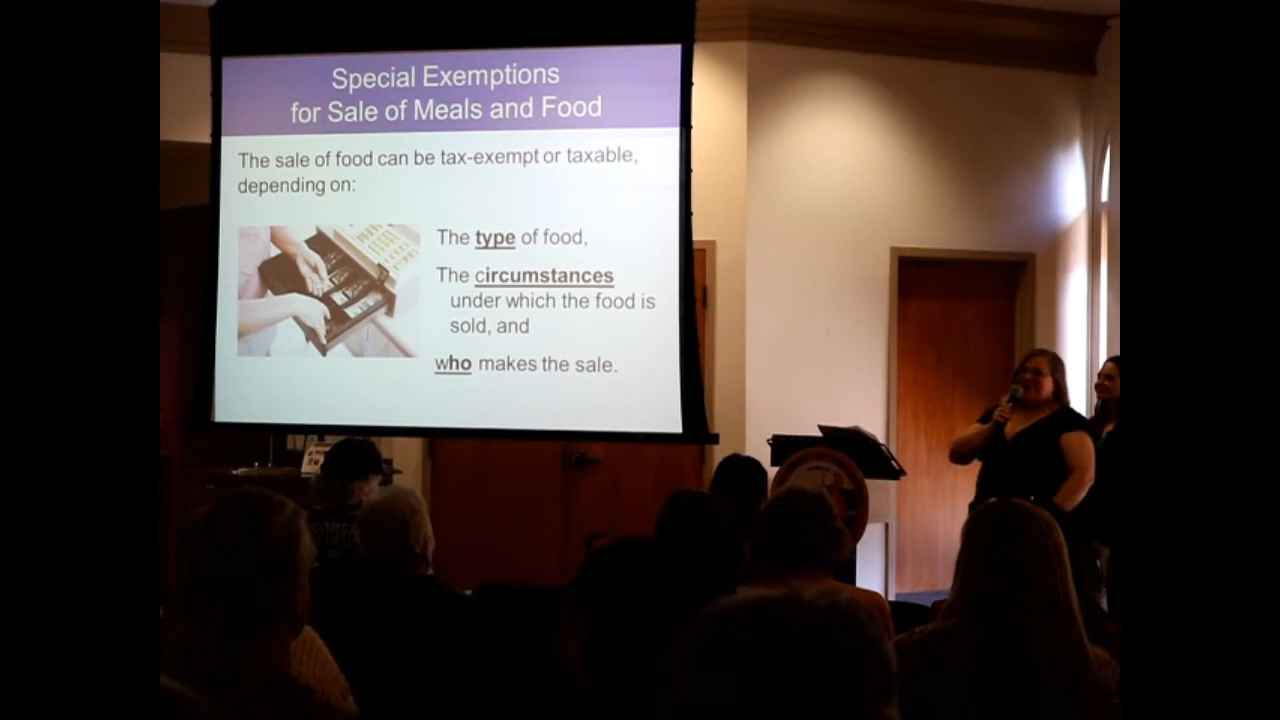 Special Exemptions
for Sale of Meals and Food
The sale of food can be tax-exempt or taxable,
depending on:
The type of food,
The circumstances
under which the food is
sold, and
who makes the sale.